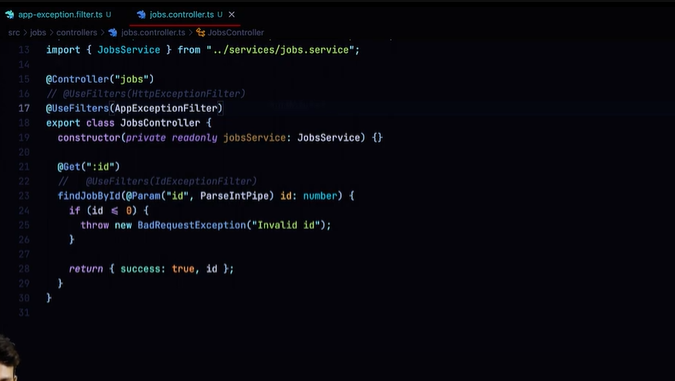 app-exception.filter.ts U
jobs.controller.ts U ×
src > jobs > controllers > jobs.controller.ts > JobsController
13 import { JobsService } from "../services/jobs.service";
14
15 @Controller("jobs")
16 // @UseFilters(HttpExceptionFilter)
17 @UseFilters(AppExceptionFilter)
18 export class JobsController {
19 constructor(private readonly jobsService: JobsService) {}
20
21 @Get(":id")
22 // @UseFilters(IdExceptionFilter)
23 findJobById(@Param("id", ParseIntPipe) id: number) {
24 if (id ≤ 0) {
25 throw new BadRequestException("Invalid id");
26 }
27
28 return { success: true, id };
29 }
30 }
31